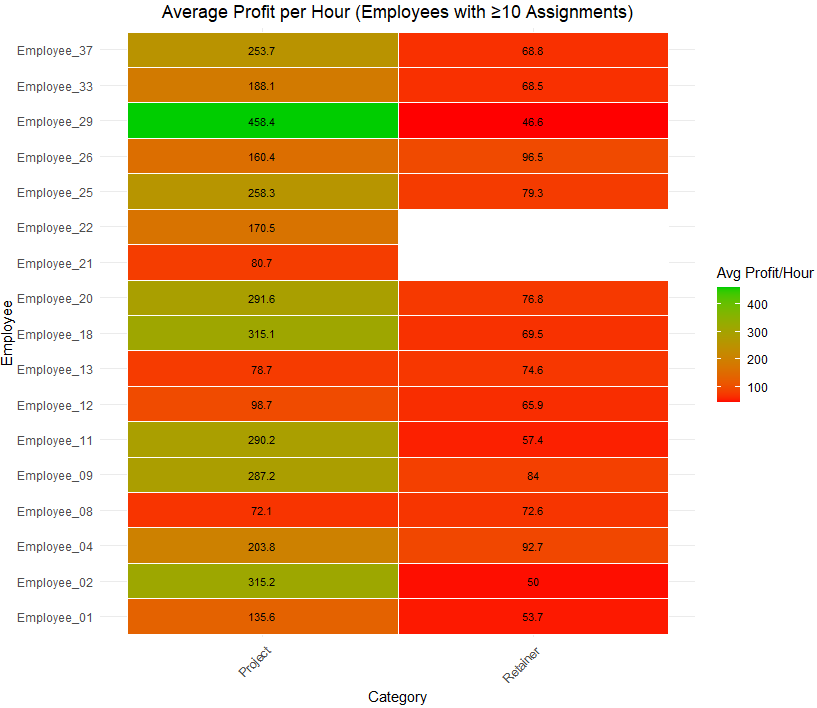 Average Profit per Hour (Employees with ≥10 Assignments)
Employee_37 253.7 68.8
Employee_33 188.1 68.5
Employee_29 458.4 46.6
Employee_26 160.4 96.5
Employee_25 258.3 79.3
Employee_22 170.5
Employee_21 80.7
Employee_20 291.6 76.8
Employee_18 315.1 69.5
Employee_13 78.7 74.6
Employee_12 98.7 65.9
Employee_11 290.2 57.4
Employee_09 287.2 84
Employee_08 72.1 72.6
Employee_04 203.8 92.7
Employee_02 315.2 50
Employee_01 135.6 53.7
Employee
Project Retainer
Category
Avg Profit/Hour
400
300
200
100